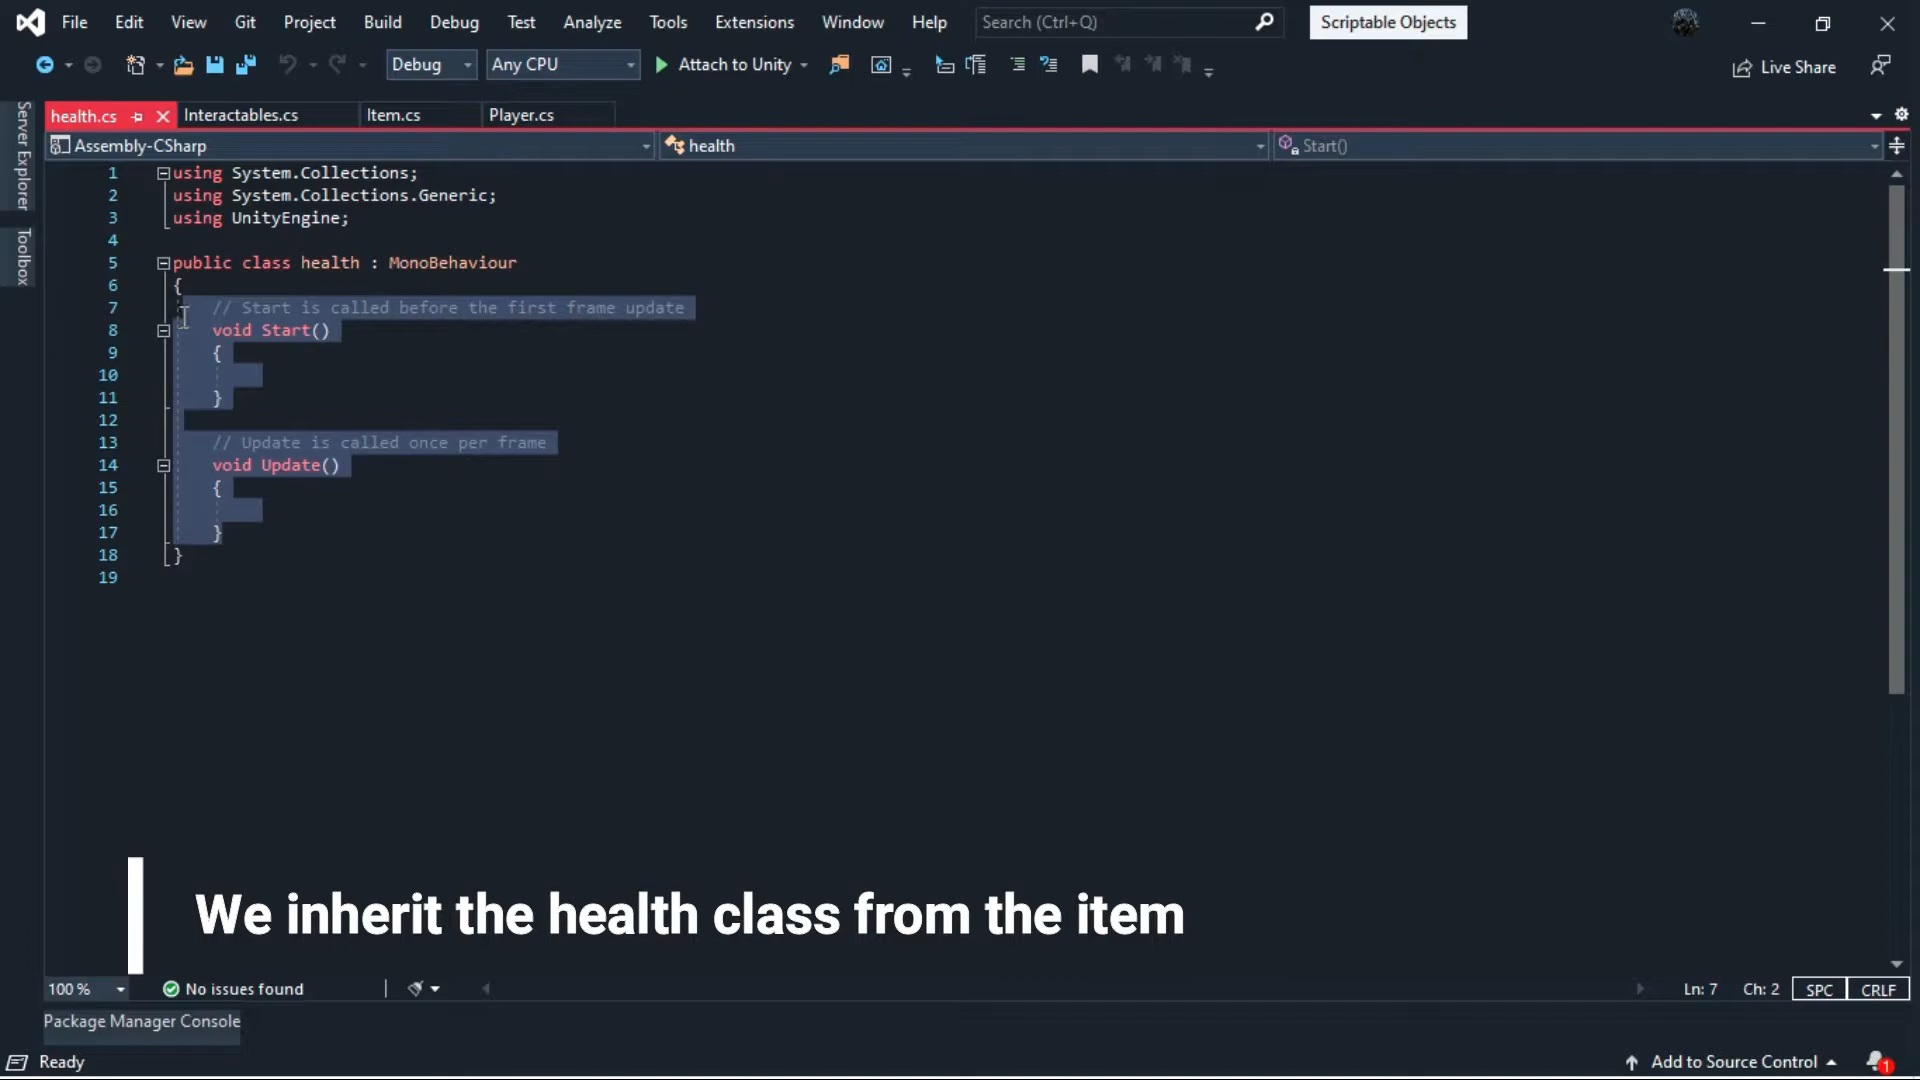 File Edit View Git Project Build Debug Test Analyze Tools Extensions Window Help Search (Ctrl+Q) Scriptable Objects
Debug Any CPU Attach to Unity Live Share
Server Explorer
Toolbox
health.cs Interactables.cs Item.cs Player.cs
Assembly-CSharp health Start()
1 using System.Collections;
2 using System.Collections.Generic;
3 using UnityEngine;
4
5 public class health : MonoBehaviour
6 {
7 // Start is called before the first frame update
8 void Start()
9 {
10
11 }
12
13 // Update is called once per frame
14 void Update()
15 {
16
17 }
18 }
19
We inherit the health class from the item
100 % No issues found Ln: 7 Ch: 2 SPC CRLF
Package Manager Console
Ready Add to Source Control 1